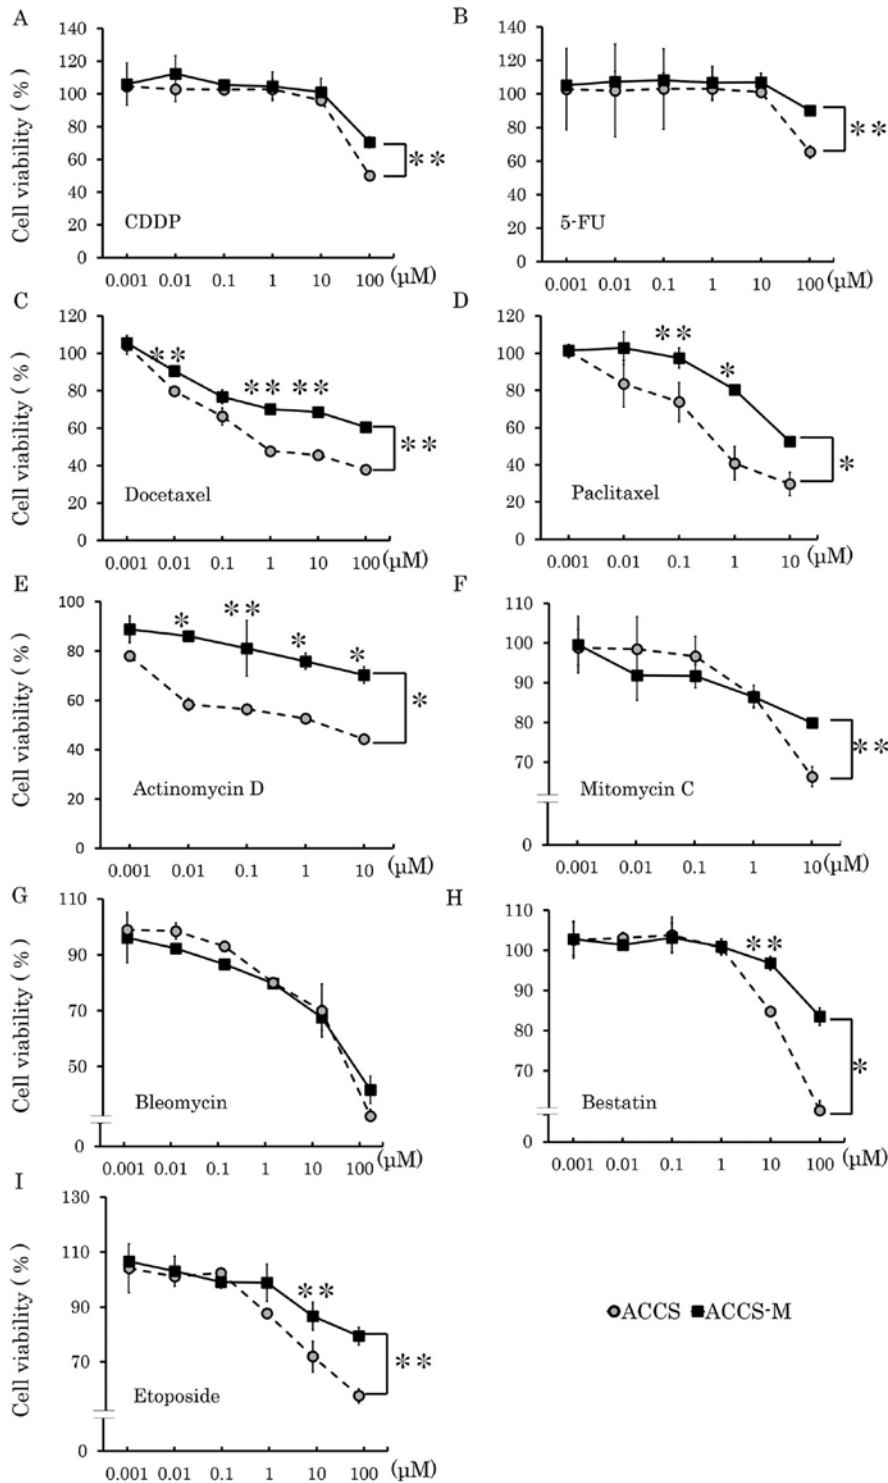 A
B
140
120
100
80
60
40
20
0
Cell viability (%)
CDDP
**
0.001 0.01 0.1 1 10 100 (µM)
140
120
100
80
60
40
20
0
5-FU
**
0.001 0.01 0.1 1 10 100 (µM)
C
D
120
100
80
60
40
20
0
Cell viability (%)
**
** **
**
Docetaxel
0.001 0.01 0.1 1 10 100 (µM)
120
100
80
60
40
20
0
**
*
*
Paclitaxel
0.001 0.01 0.1 1 10 (µM)
E
F
100
80
60
40
20
0
Cell viability (%)
*
**
*
*
*
Actinomycin D
0.001 0.01 0.1 1 10 (µM)
110
100
90
80
70
0
**
Mitomycin C
0.001 0.01 0.1 1 10 (µM)
G
H
110
90
70
50
0
Cell viability (%)
Bleomycin
0.001 0.01 0.1 1 10 100 (µM)
110
100
90
80
70
0
**
*
Bestatin
0.001 0.01 0.1 1 10 100 (µM)
I
130
110
90
70
0
Cell viability (%)
**
**
Etoposide
0.001 0.01 0.1 1 10 100 (µM)
ACCS ACCS-M